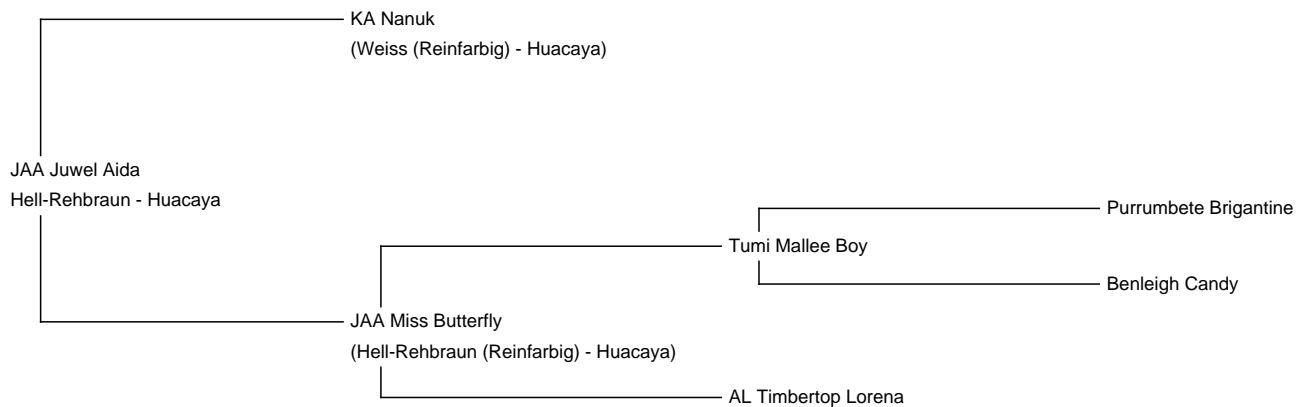 KA Nanuk
(Weiss (Reinfarbig) - Huacaya)
JAA Juwel Aida
Hell-Rehbraun - Huacaya
Purrumbete Brigantine
Tumi Mallee Boy
Benleigh Candy
JAA Miss Butterfly
(Hell-Rehbraun (Reinfarbig) - Huacaya)
AL Timbertop Lorena